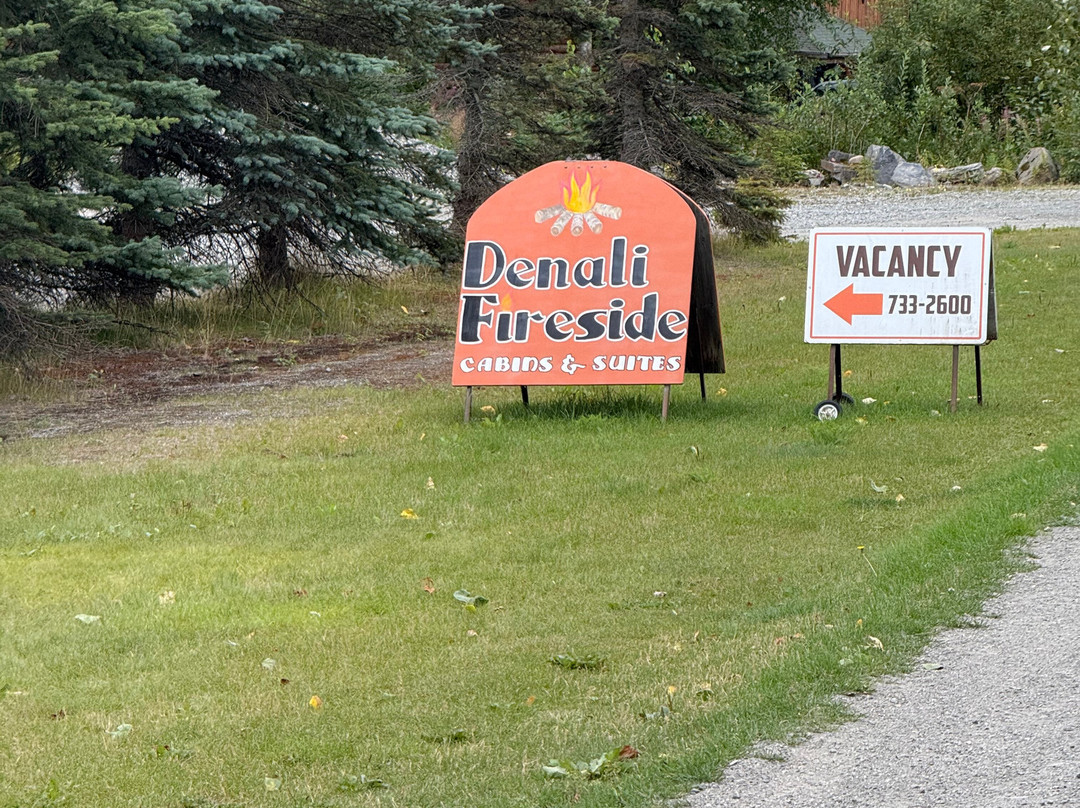 Denali
Fireside
CABINS & SUITES
VACANCY
733-2600